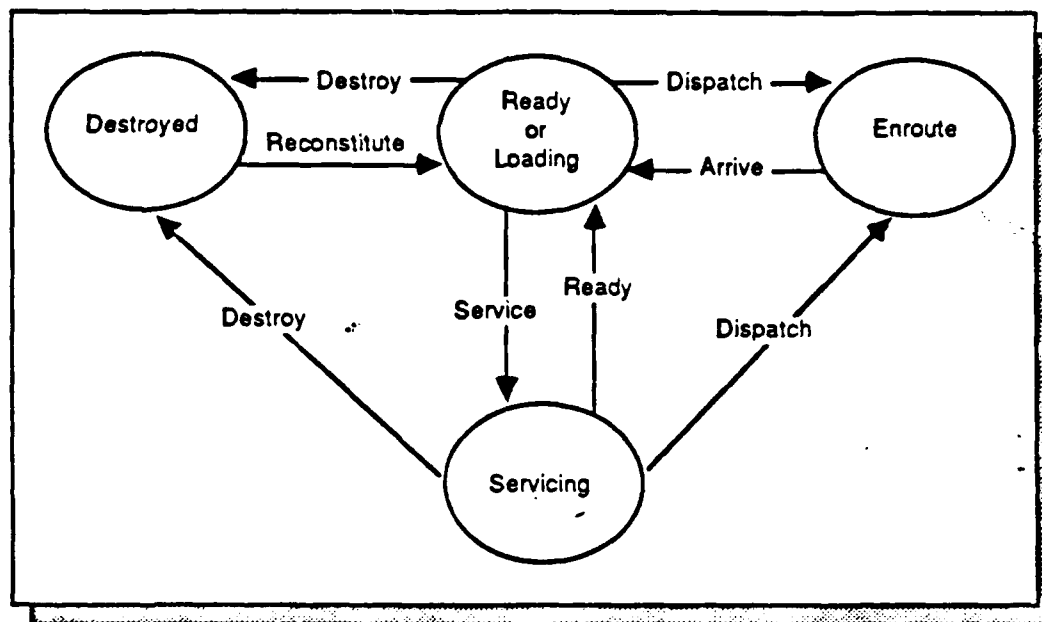 Destroy
Dispatch
Destroyed
Ready
or
Loading
Enroute
Reconstitute
Arrive
Ready
Service
Destroy
Dispatch
Servicing